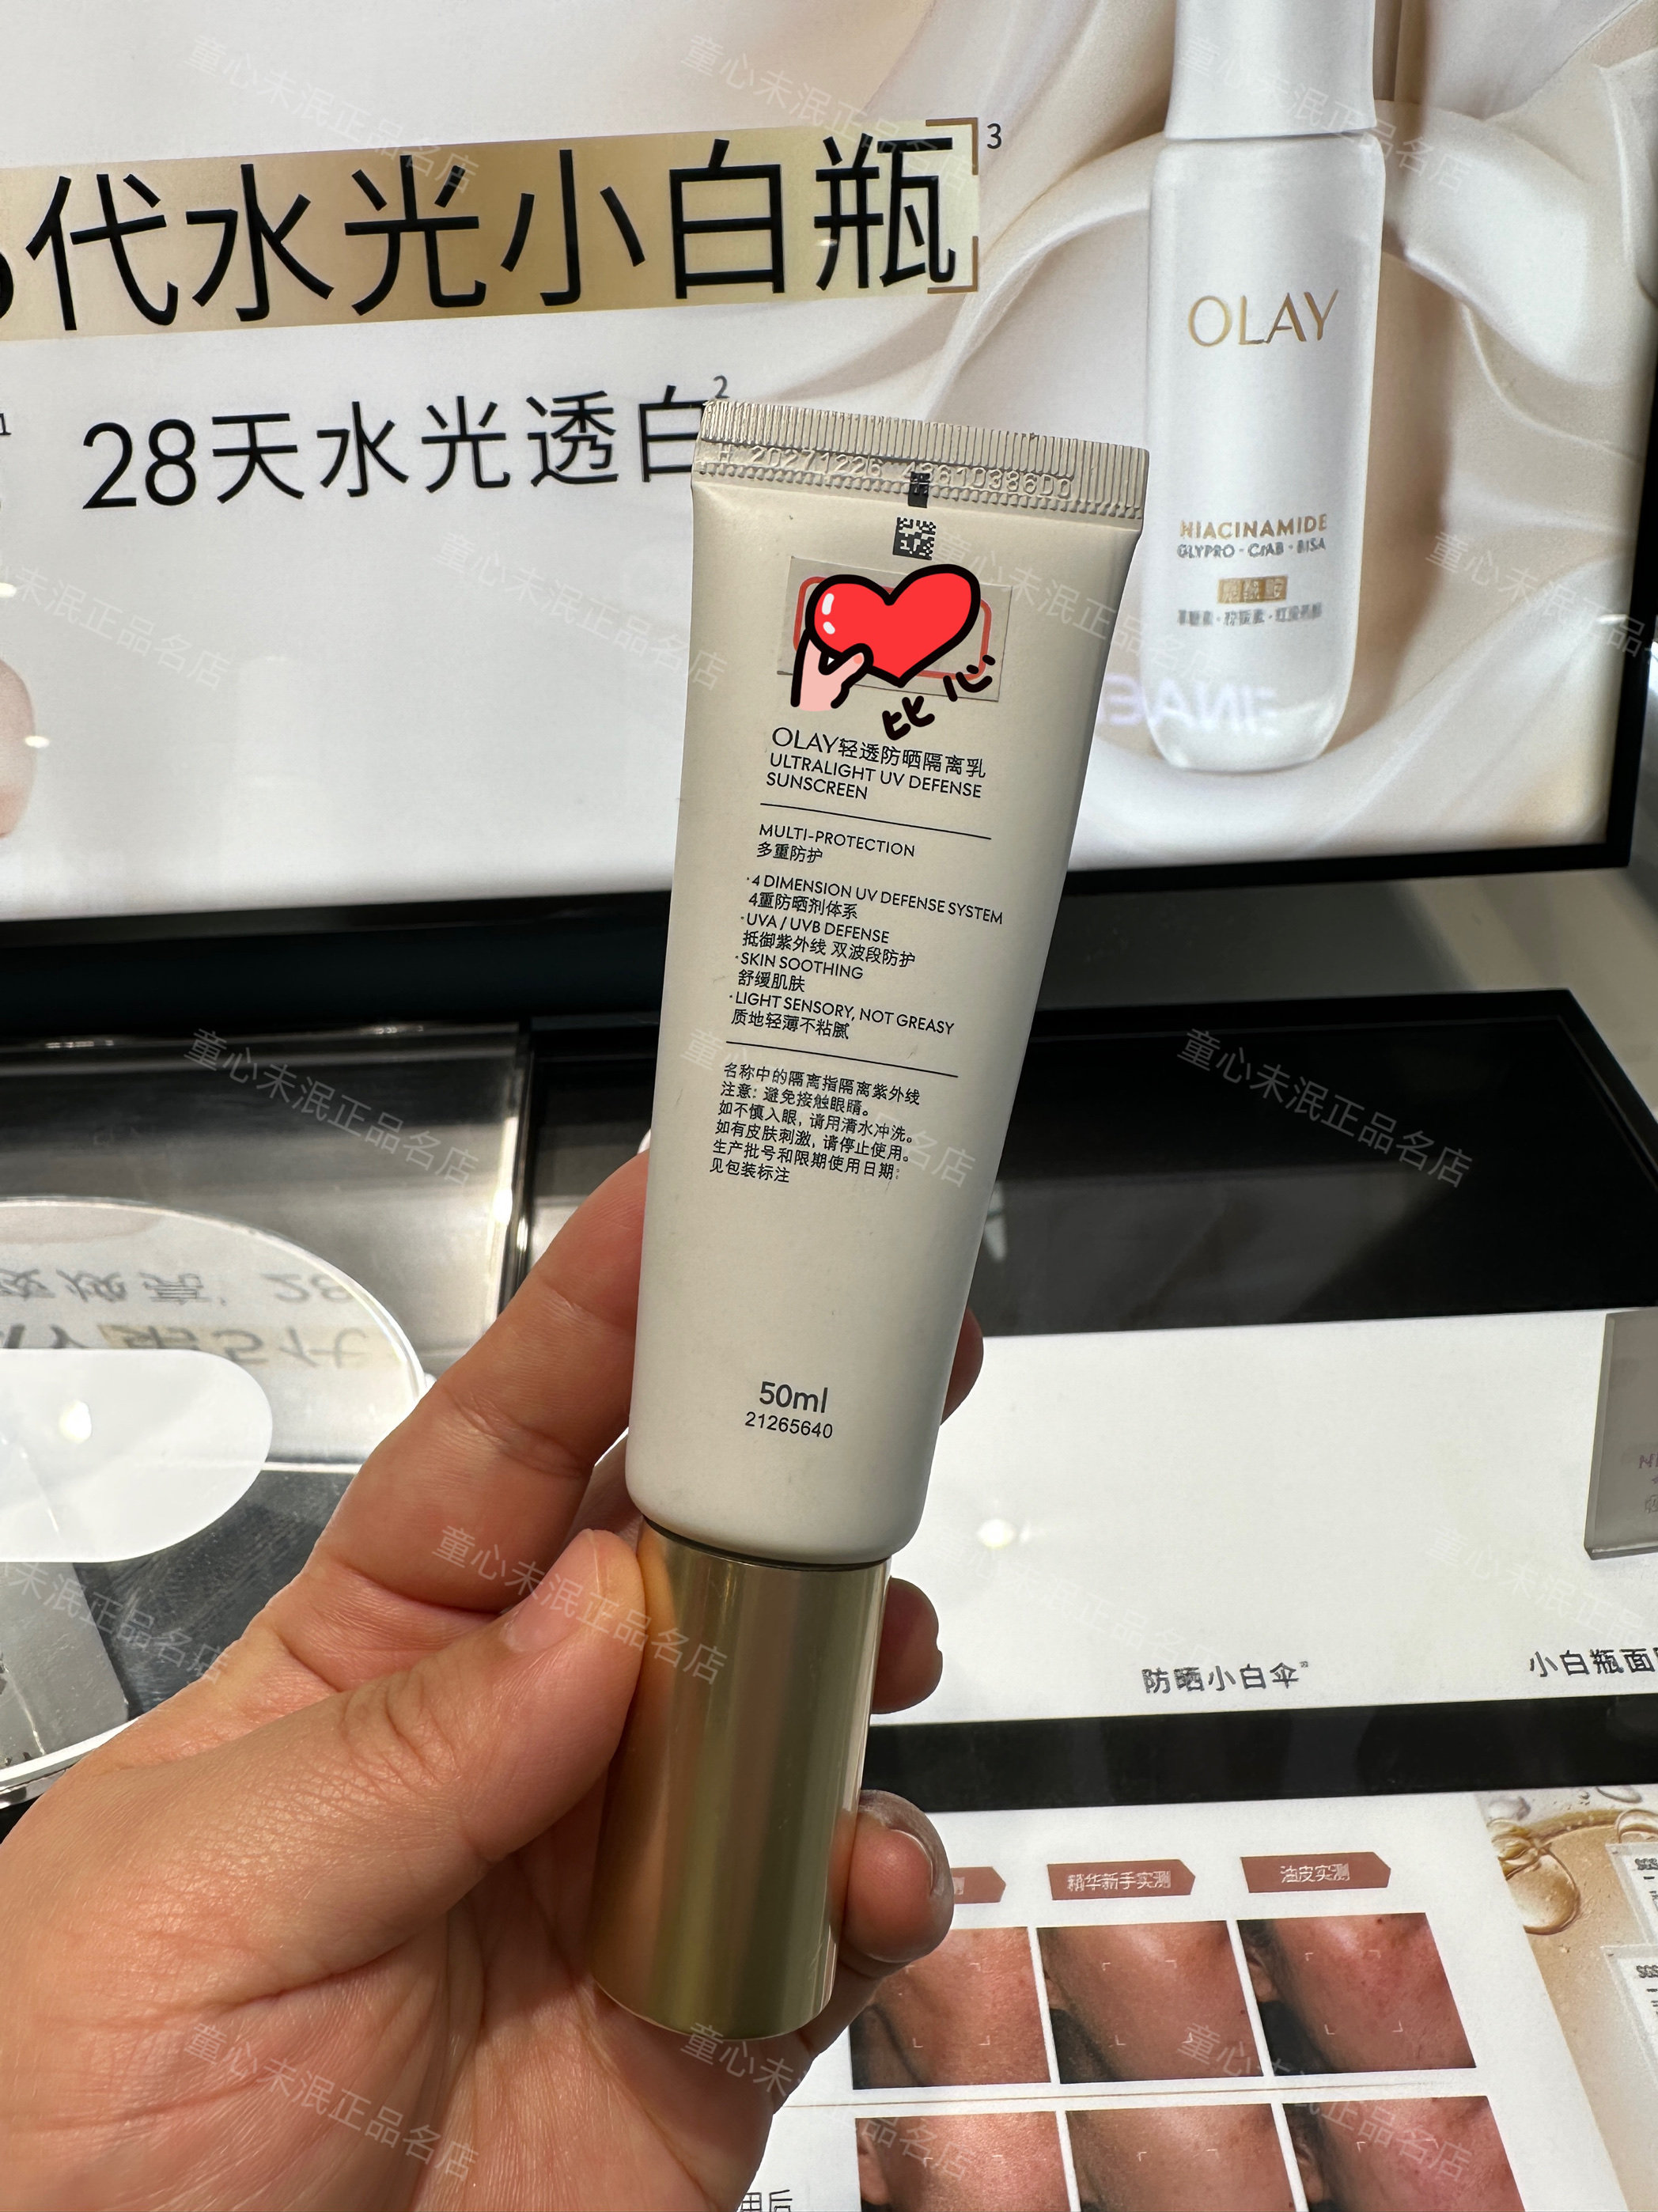 代水光小白瓶3
28天水光透白2
1
OLAY
NIACINAMIDE
GLYPRO·CJAB·BISA
20271226 4361D386D0
比心
OLAY轻透防晒隔离乳
ULTRALIGHT UV DEFENSE
SUNSCREEN
MULTI-PROTECTION
多重防护
·4 DIMENSION UV DEFENSE SYSTEM
4重防晒剂体系
·UVA / UVB DEFENSE
抵御紫外线 双波段防护
·SKIN SOOTHING
舒缓肌肤
·LIGHT SENSORY, NOT GREASY
质地轻薄不粘腻
名称中的隔离指隔离紫外线
注意：避免接触眼睛。
如不慎入眼，请用清水冲洗。
如有皮肤刺激，请停止使用。
生产批号和限期使用日期：
见包装标注
50ml
21265640
防晒小白伞
小白瓶面
精华新手实测
油皮实测
童心未泯正品名店